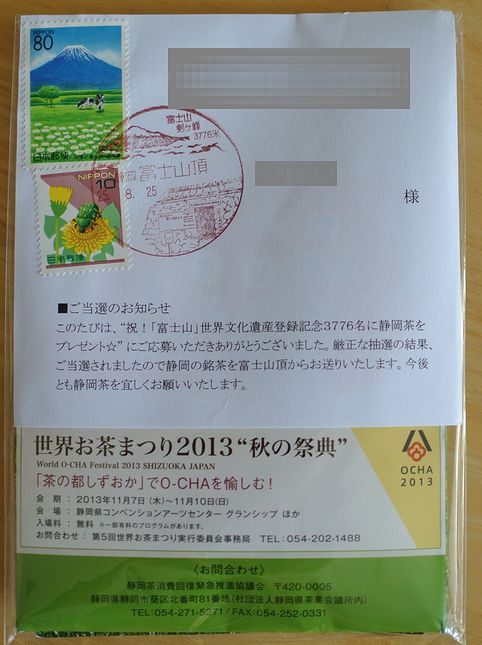 NIPPON
80
日本郵便
NIPPON
10
日本郵便
富士山
剣ヶ峰
3776米
静岡 富士山頂
25. 8. 25
様
■ご当選のお知らせ
このたびは、“祝！「富士山」世界文化遺産登録記念3776名に静岡茶を
プレゼント☆” にご応募いただきありがとうございました。厳正な抽選の結果、
ご当選されましたので静岡の銘茶を富士山頂からお送りいたします。今後
とも静岡茶を宜しくお願いいたします。
世界お茶まつり2013“秋の祭典”
World O-CHA Festival 2013 SHIZUOKA JAPAN
「茶の都しずおか」でO-CHAを愉しむ！
OCHA
2013
会 期 : 2013年11月7日(木)～11月10日(日)
会 場 : 静岡県コンベンションアーツセンター グランシップ ほか
入場料 : 無料 ※一部有料のプログラムがあります。
お問合わせ : 第5回世界お茶まつり実行委員会事務局 TEL : 054-202-1488
〈お問合わせ〉
静岡茶消費回復緊急推進協議会 〒420-0005
静岡県静岡市葵区北番町81番地(社団法人静岡県茶業会議所内)
TEL:054-271-5271/FAX:054-252-0331